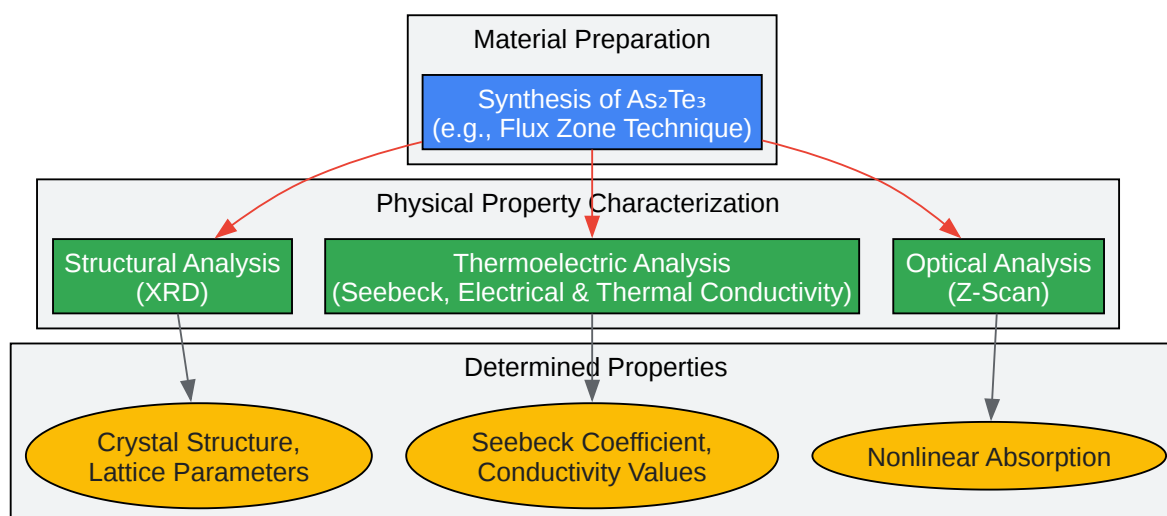 Material Preparation
Synthesis of As₂Te₃
(e.g., Flux Zone Technique)
Physical Property Characterization
Structural Analysis
(XRD)
Thermoelectric Analysis
(Seebeck, Electrical & Thermal Conductivity)
Optical Analysis
(Z-Scan)
Determined Properties
Crystal Structure,
Lattice Parameters
Seebeck Coefficient,
Conductivity Values
Nonlinear Absorption